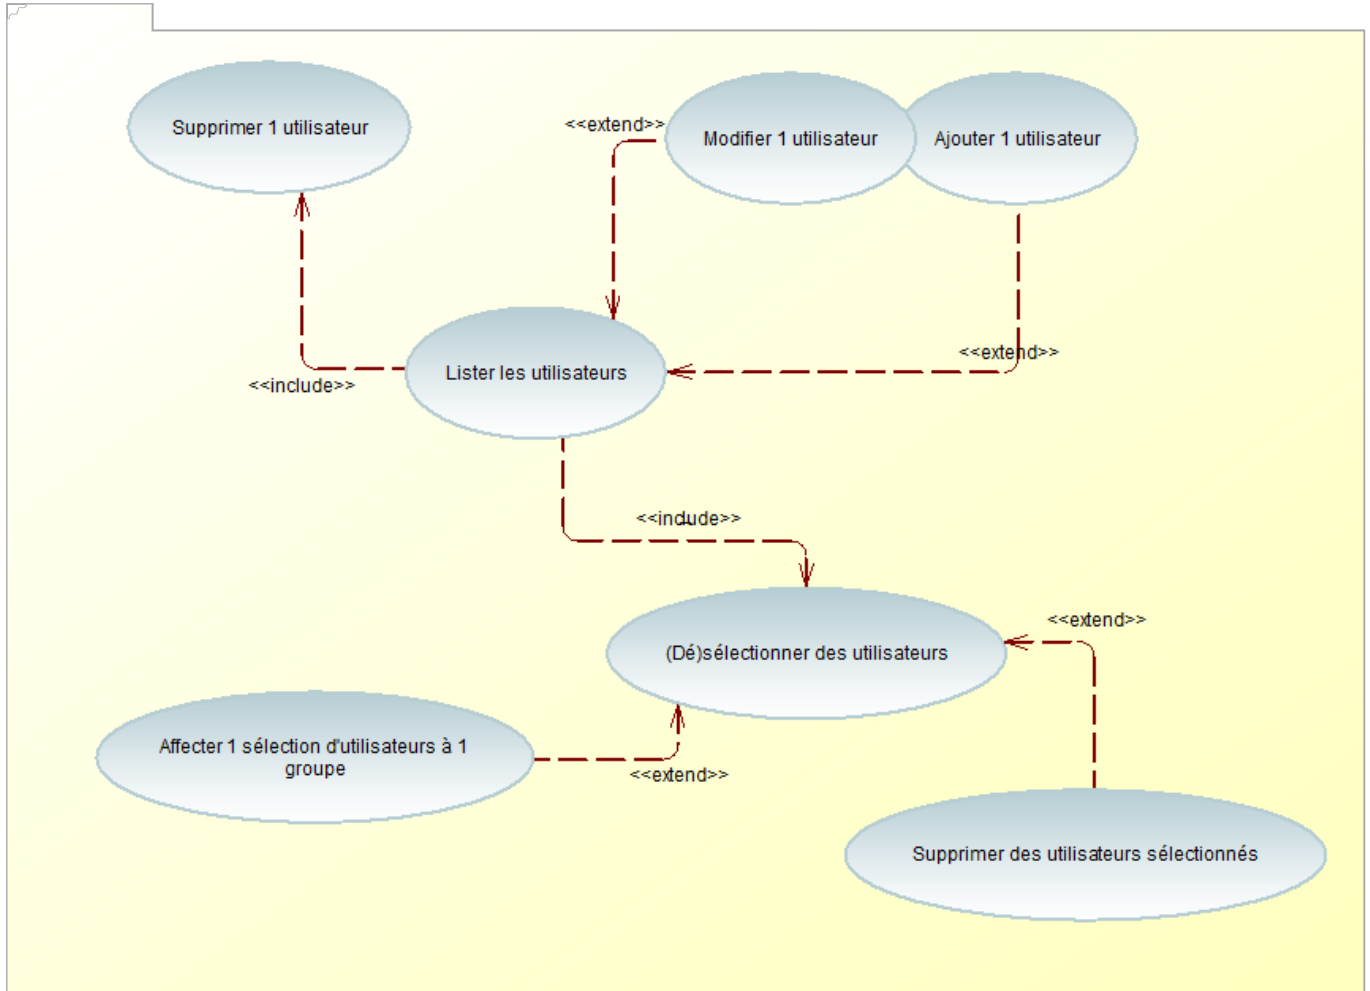 Supprimer 1 utilisateur
<<extend>>
Modifier 1 utilisateur
Ajouter 1 utilisateur
<<extend>>
Lister les utilisateurs
<<include>>
<<include>>
<<extend>>
(Dé)sélectionner des utilisateurs
Affecter 1 sélection d'utilisateurs à 1
groupe
<<extend>>
Supprimer des utilisateurs sélectionnés